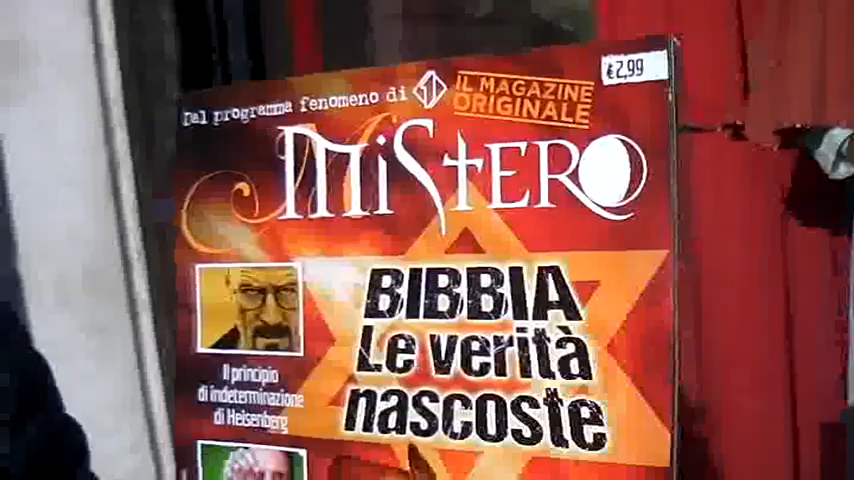 €2,99
Dal programma fenomeno di 1
IL MAGAZINE
ORIGINALE
MiSTERO
BIBBIA
Le verità
nascoste
Il principio
di indeterminazione
di Heisenberg